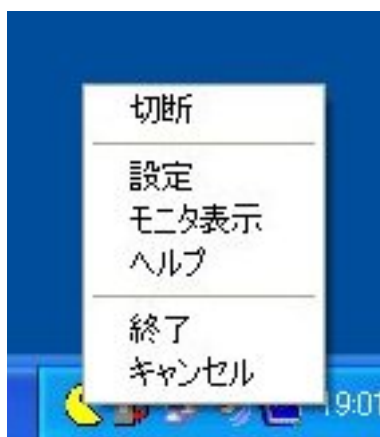 切断
設定
モニタ表示
ヘルプ
終了
キャンセル
19:01